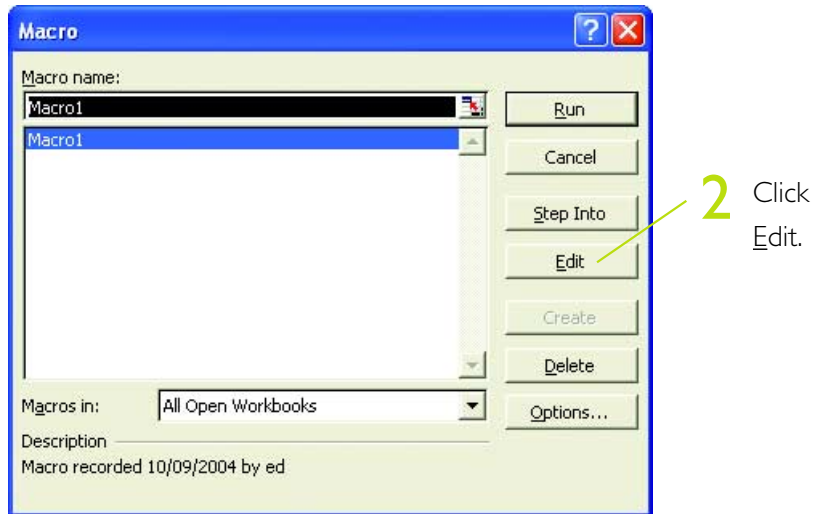 Macro
Macro name:
Macro1
Macro1
Run
Cancel
Step Into
Edit
Create
Delete
Options...
Macros in:
All Open Workbooks
Description
Macro recorded 10/09/2004 by ed
2
Click
Edit.